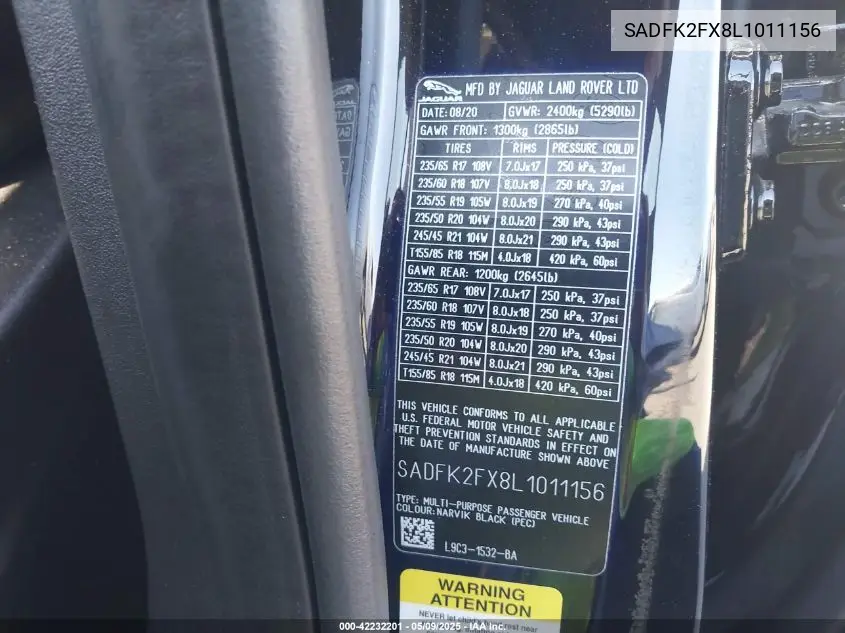 SADFK2FX8L1011156
JAGUAR MFD BY JAGUAR LAND ROVER LTD
DATE: 08/20 GVWR: 2400kg (5290lb)
GAWR FRONT: 1300kg (2865lb)
TIRES RIMS PRESSURE (COLD)
235/65 R17 108V 7.0Jx17 250 kPa, 37psi
235/60 R18 107V 8.0Jx18 250 kPa, 37psi
235/55 R19 105W 8.0Jx19 270 kPa, 40psi
235/50 R20 104W 8.0Jx20 290 kPa, 43psi
245/45 R21 104W 8.0Jx21 290 kPa, 43psi
T155/85 R18 115M 4.0Jx18 420 kPa, 60psi
GAWR REAR: 1200kg (2645lb)
235/65 R17 108V 7.0Jx17 250 kPa, 37psi
235/60 R18 107V 8.0Jx18 250 kPa, 37psi
235/55 R19 105W 8.0Jx19 270 kPa, 40psi
235/50 R20 104W 8.0Jx20 290 kPa, 43psi
245/45 R21 104W 8.0Jx21 290 kPa, 43psi
T155/85 R18 115M 4.0Jx18 420 kPa, 60psi
THIS VEHICLE CONFORMS TO ALL APPLICABLE
U.S. FEDERAL MOTOR VEHICLE SAFETY AND
THEFT PREVENTION STANDARDS IN EFFECT ON
THE DATE OF MANUFACTURE SHOWN ABOVE
SADFK2FX8L1011156
TYPE: MULTI-PURPOSE PASSENGER VEHICLE
COLOUR: NARVIK BLACK (PEC)
L9C3-1532-BA
WARNING
ATTENTION
NEVER let rest near
000-42232201 - 05/09/2025 - IAA Inc.